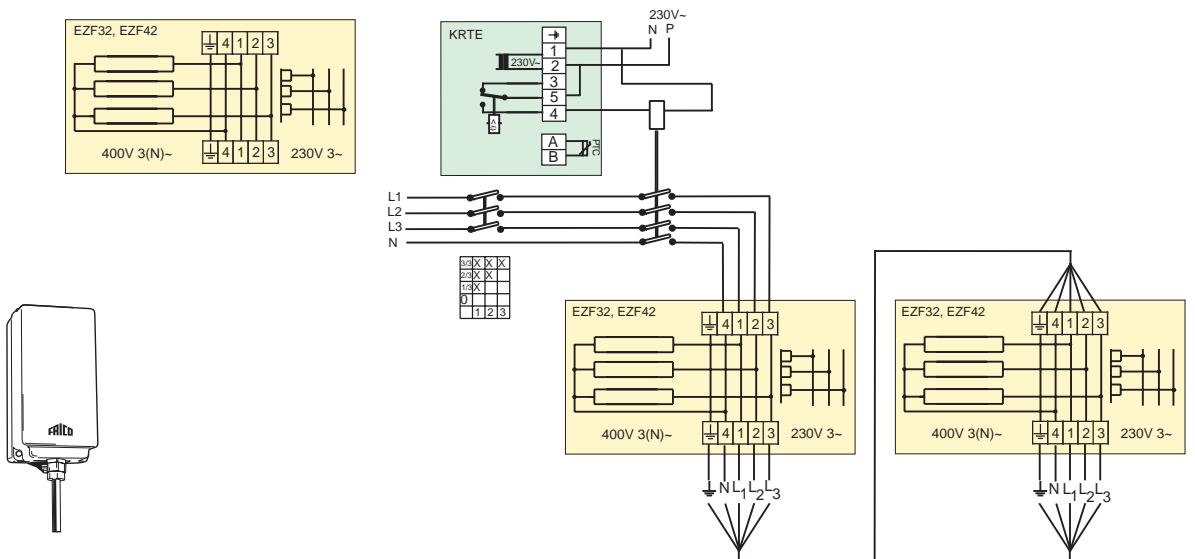 EZF32, EZF42
4 1 2 3
400V 3(N)~
4 1 2 3
230V 3~
KRTE
230V~
N P
1
230V~
2
3
5
4
A
B
PTC
L1
L2
L3
N
3/3 X X X
2/3 X X
1/3 X
0
1 2 3
FRICO
EZF32, EZF42
4 1 2 3
400V 3(N)~
4 1 2 3
230V 3~
N L1 L2 L3
EZF32, EZF42
4 1 2 3
400V 3(N)~
4 1 2 3
230V 3~
N L1 L2 L3